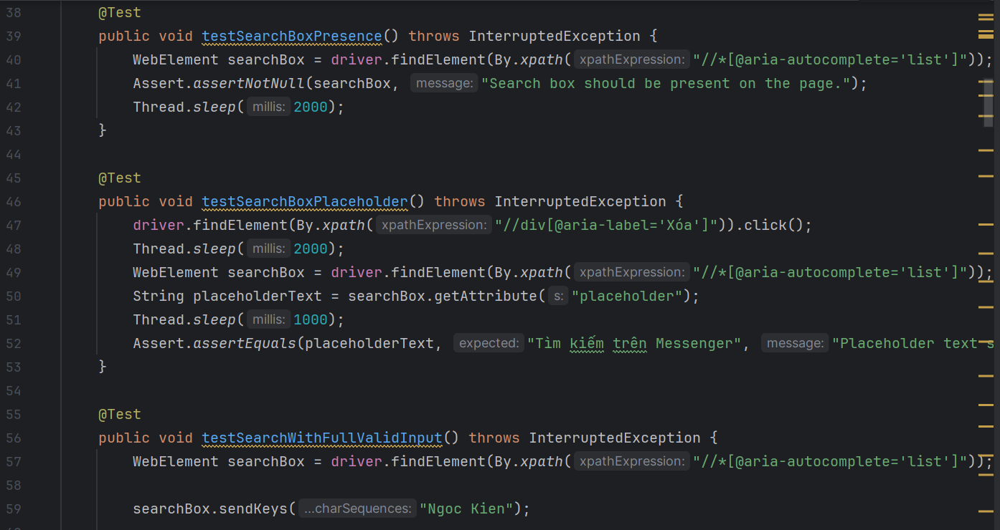 38 @Test
39 public void testSearchBoxPresence() throws InterruptedException {
40 WebElement searchBox = driver.findElement(By.xpath( xpathExpression: "//*[@aria-autocomplete='list']"));
41 Assert.assertNotNull(searchBox, message: "Search box should be present on the page.");
42 Thread.sleep( millis: 2000);
43 }
44
45 @Test
46 public void testSearchBoxPlaceholder() throws InterruptedException {
47 driver.findElement(By.xpath( xpathExpression: "//div[@aria-label='Xóa']")).click();
48 Thread.sleep( millis: 2000);
49 WebElement searchBox = driver.findElement(By.xpath( xpathExpression: "//*[@aria-autocomplete='list']"));
50 String placeholderText = searchBox.getAttribute( s: "placeholder");
51 Thread.sleep( millis: 1000);
52 Assert.assertEquals(placeholderText, expected: "Tìm kiếm trên Messenger", message: "Placeholder text s
53 }
54
55 @Test
56 public void testSearchWithFullValidInput() throws InterruptedException {
57 WebElement searchBox = driver.findElement(By.xpath( xpathExpression: "//*[@aria-autocomplete='list']"));
58
59 searchBox.sendKeys( ...charSequences: "Ngoc Kien");